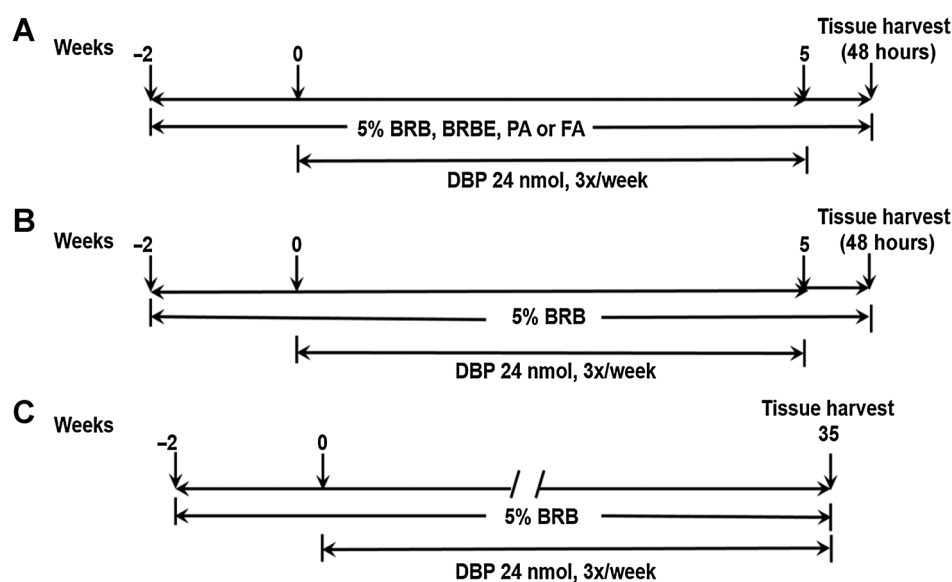 A
Weeks
–2
0
5
Tissue harvest
(48 hours)
5% BRB, BRBE, PA or FA
DBP 24 nmol, 3x/week
B
Weeks
–2
0
5
Tissue harvest
(48 hours)
5% BRB
DBP 24 nmol, 3x/week
C
Weeks
–2
0
Tissue harvest
35
5% BRB
DBP 24 nmol, 3x/week